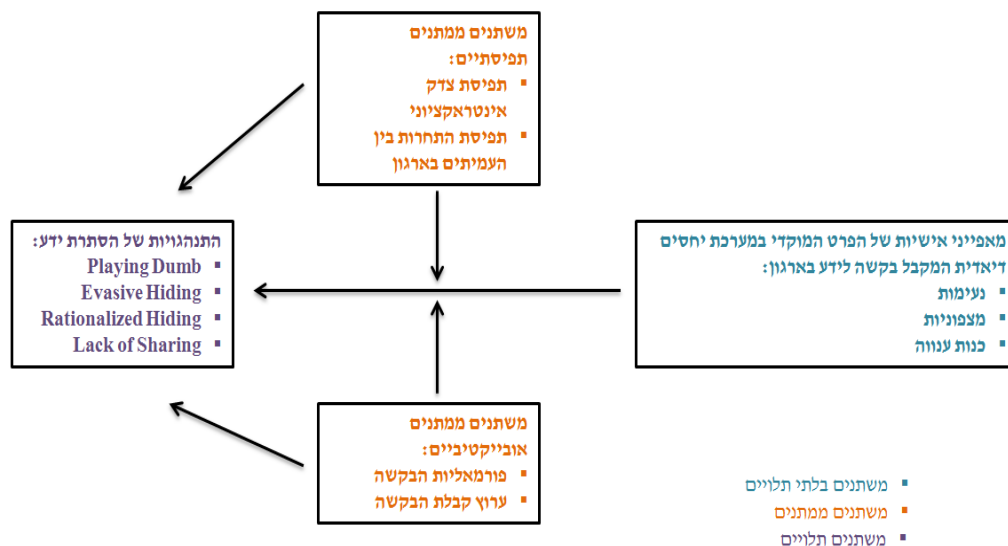 משתנים ממתנים
תפיסתיים:
▪ תפיסת צדק
אינטראקציוני
▪ תפיסת התחרות בין
העמיתים בארגון
מאפייני אישיות של הפרט המוקדי במערכת יחסים
דיאדית המקבל בקשה לידע בארגון:
▪ נעימות
▪ מצפוניות
▪ כנות ענווה
התנהגויות של הסתרת ידע:
▪ Playing Dumb
▪ Evasive Hiding
▪ Rationalized Hiding
▪ Lack of Sharing
משתנים ממתנים
אובייקטיביים:
▪ פורמאליות הבקשה
▪ ערוץ קבלת הבקשה
▪ משתנים בלתי תלויים
▪ משתנים ממתנים
▪ משתנים תלויים